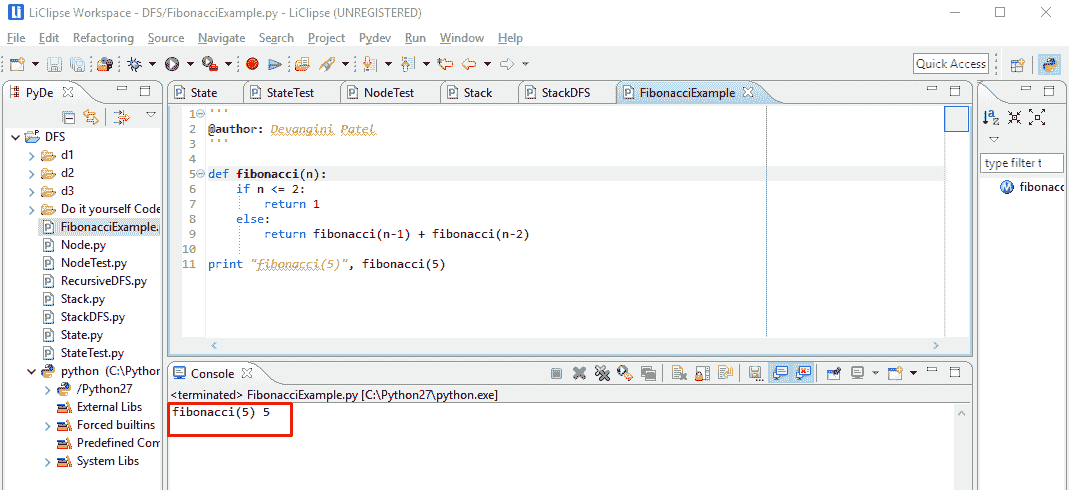 LiClipse Workspace - DFS/FibonacciExample.py - LiClipse (UNREGISTERED)
File Edit Refactoring Source Navigate Search Project Pydev Run Window Help
Quick Access
PyDe
DFS
d1
d2
d3
Do it yourself Code
FibonacciExample.
Node.py
NodeTest.py
RecursiveDFS.py
Stack.py
StackDFS.py
State.py
StateTest.py
python (C:\Python
/Python27
External Libs
Forced builtins
Predefined Com
System Libs
State StateTest NodeTest Stack StackDFS FibonacciExample
1 '''
2 @author: Devangini Patel
3 '''
4
5 def fibonacci(n):
6 if n <= 2:
7 return 1
8 else:
9 return fibonacci(n-1) + fibonacci(n-2)
10
11 print "fibonacci(5)", fibonacci(5)
type filter t
fibonacc
Console
<terminated> FibonacciExample.py [C:\Python27\python.exe]
fibonacci(5) 5